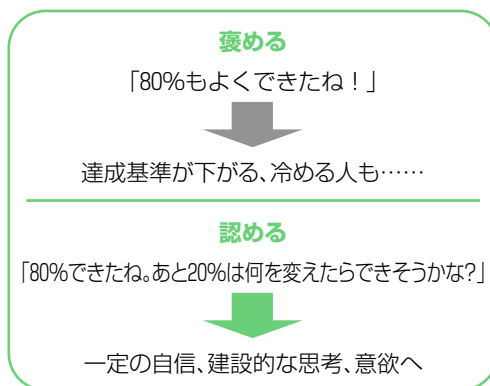 褒める
「80%もよくできたね！」
達成基準が下がる、冷める人も……
認める
「80%できたね。あと20%は何を変えたらできそうかな?」
一定の自信、建設的な思考、意欲へ